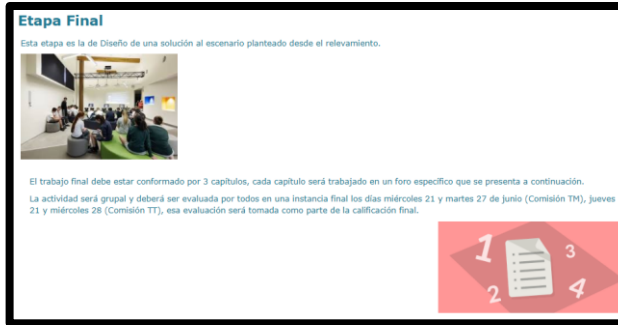 Etapa Final
Esta etapa es la de Diseño de una solución al escenario planteado desde el relevamiento.
El trabajo final debe estar conformado por 3 capítulos, cada capítulo será trabajado en un foro específico que se presenta a continuación.
La actividad será grupal y deberá ser evaluada por todos en una instancia final los días miércoles 21 y martes 27 de junio (Comisión TM), jueves
21 y miércoles 28 (Comisión TT), esa evaluación será tomada como parte de la calificación final.
1
3
2
4